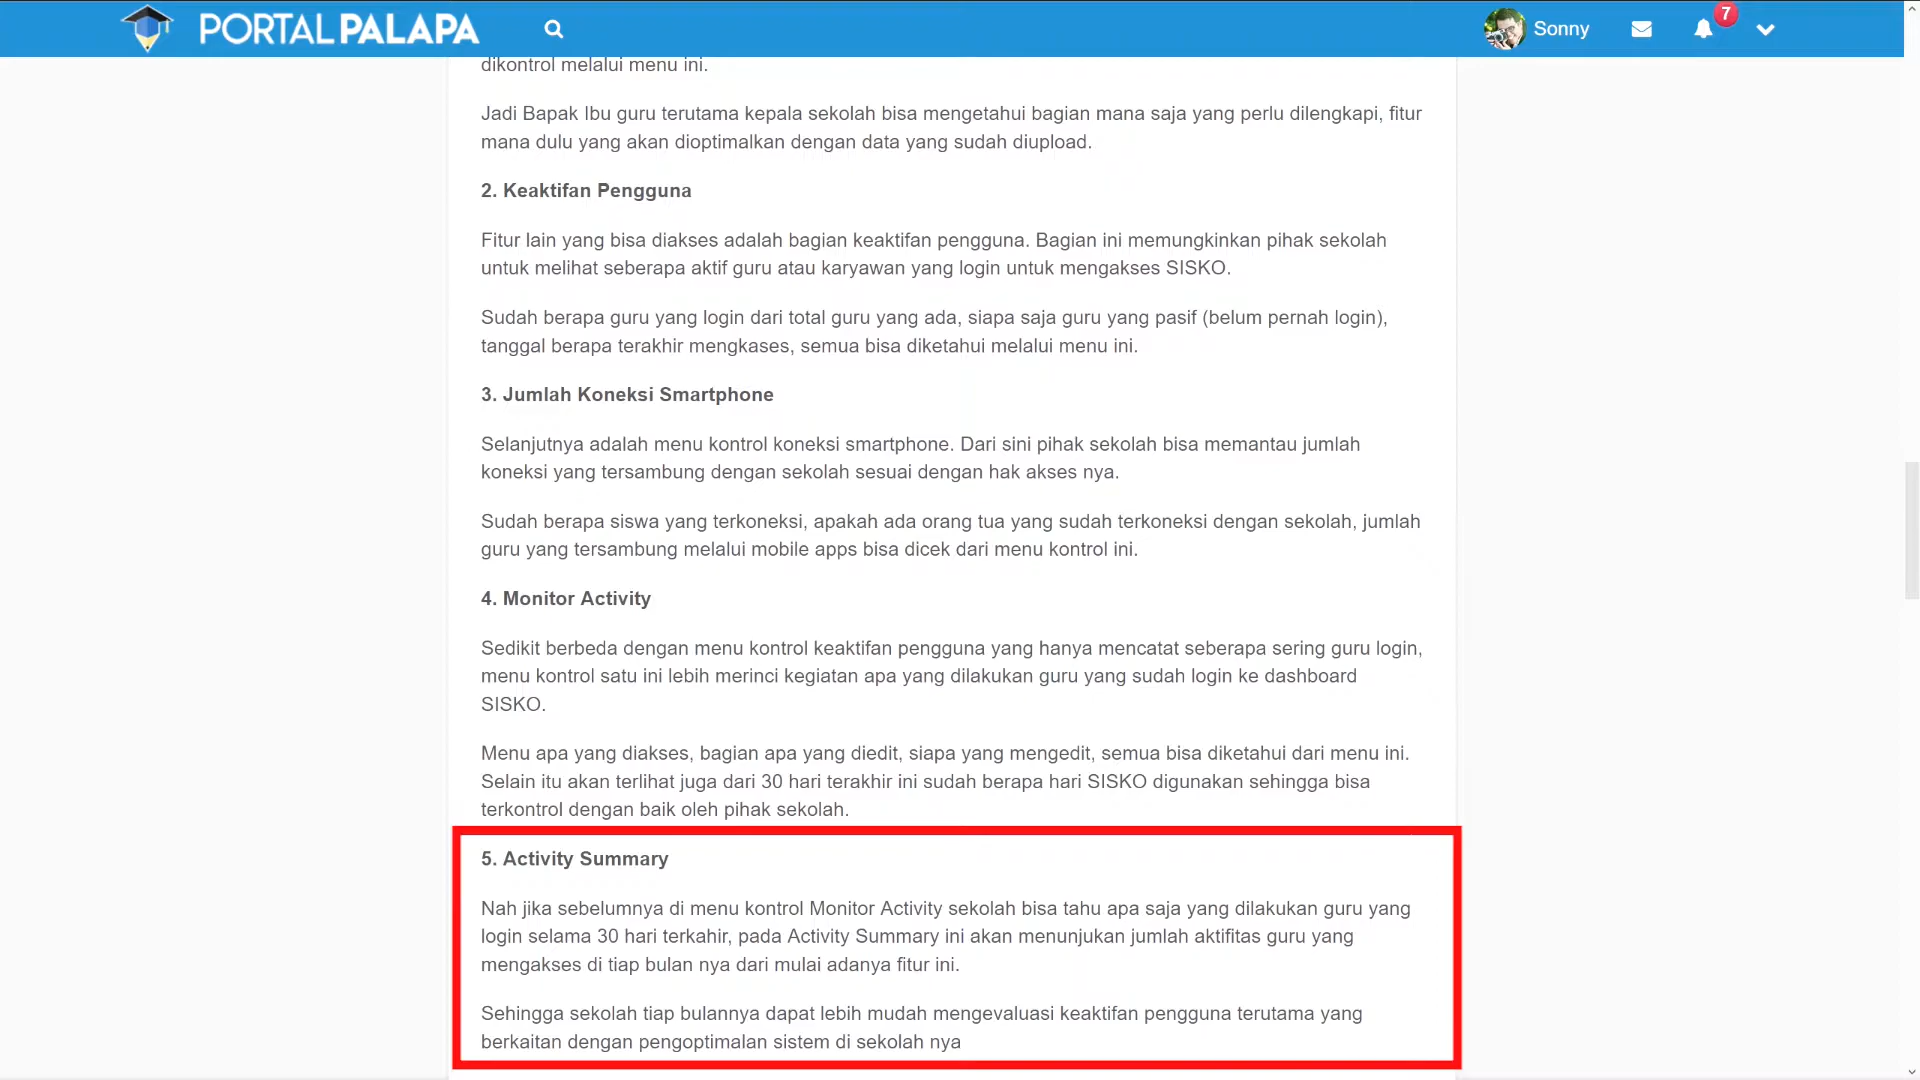 PORTAL PALAPA
Sonny
7
dikontrol melalui menu ini.
Jadi Bapak Ibu guru terutama kepala sekolah bisa mengetahui bagian mana saja yang perlu dilengkapi, fitur
mana dulu yang akan dioptimalkan dengan data yang sudah diupload.
2. Keaktifan Pengguna
Fitur lain yang bisa diakses adalah bagian keaktifan pengguna. Bagian ini memungkinkan pihak sekolah
untuk melihat seberapa aktif guru atau karyawan yang login untuk mengakses SISKO.
Sudah berapa guru yang login dari total guru yang ada, siapa saja guru yang pasif (belum pernah login),
tanggal berapa terakhir mengkases, semua bisa diketahui melalui menu ini.
3. Jumlah Koneksi Smartphone
Selanjutnya adalah menu kontrol koneksi smartphone. Dari sini pihak sekolah bisa memantau jumlah
koneksi yang tersambung dengan sekolah sesuai dengan hak akses nya.
Sudah berapa siswa yang terkoneksi, apakah ada orang tua yang sudah terkoneksi dengan sekolah, jumlah
guru yang tersambung melalui mobile apps bisa dicek dari menu kontrol ini.
4. Monitor Activity
Sedikit berbeda dengan menu kontrol keaktifan pengguna yang hanya mencatat seberapa sering guru login,
menu kontrol satu ini lebih merinci kegiatan apa yang dilakukan guru yang sudah login ke dashboard
SISKO.
Menu apa yang diakses, bagian apa yang diedit, siapa yang mengedit, semua bisa diketahui dari menu ini.
Selain itu akan terlihat juga dari 30 hari terakhir ini sudah berapa hari SISKO digunakan sehingga bisa
terkontrol dengan baik oleh pihak sekolah.
5. Activity Summary
Nah jika sebelumnya di menu kontrol Monitor Activity sekolah bisa tahu apa saja yang dilakukan guru yang
login selama 30 hari terkahir, pada Activity Summary ini akan menunjukan jumlah aktifitas guru yang
mengakses di tiap bulan nya dari mulai adanya fitur ini.
Sehingga sekolah tiap bulannya dapat lebih mudah mengevaluasi keaktifan pengguna terutama yang
berkaitan dengan pengoptimalan sistem di sekolah nya